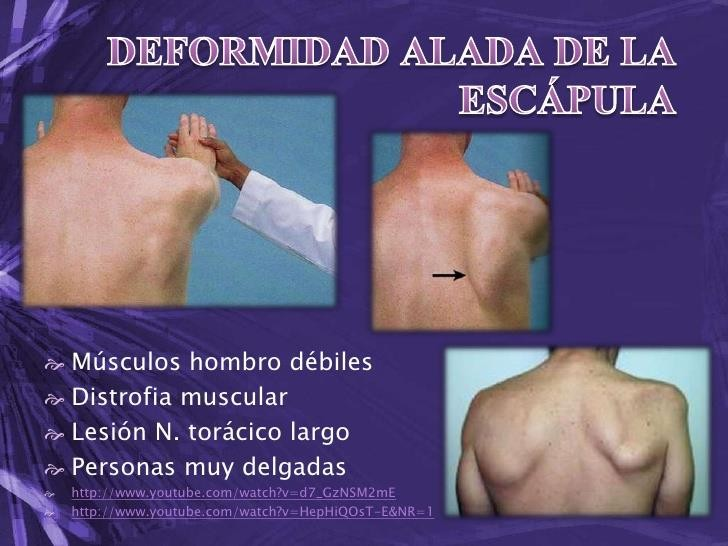 DEFORMIDAD ALADA DE LA
ESCÁPULA
Músculos hombro débiles
Distrofia muscular
Lesión N. torácico largo
Personas muy delgadas
http://www.youtube.com/watch?v=d7_GzNSM2mE
http://www.youtube.com/watch?v=HepHiQOsT-E&NR=1